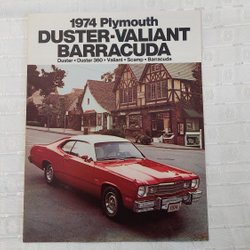 1974 Plymouth
DUSTER-VALIANT
BARRACUDA
Duster • Duster 360 • Valiant • Scamp • Barracuda